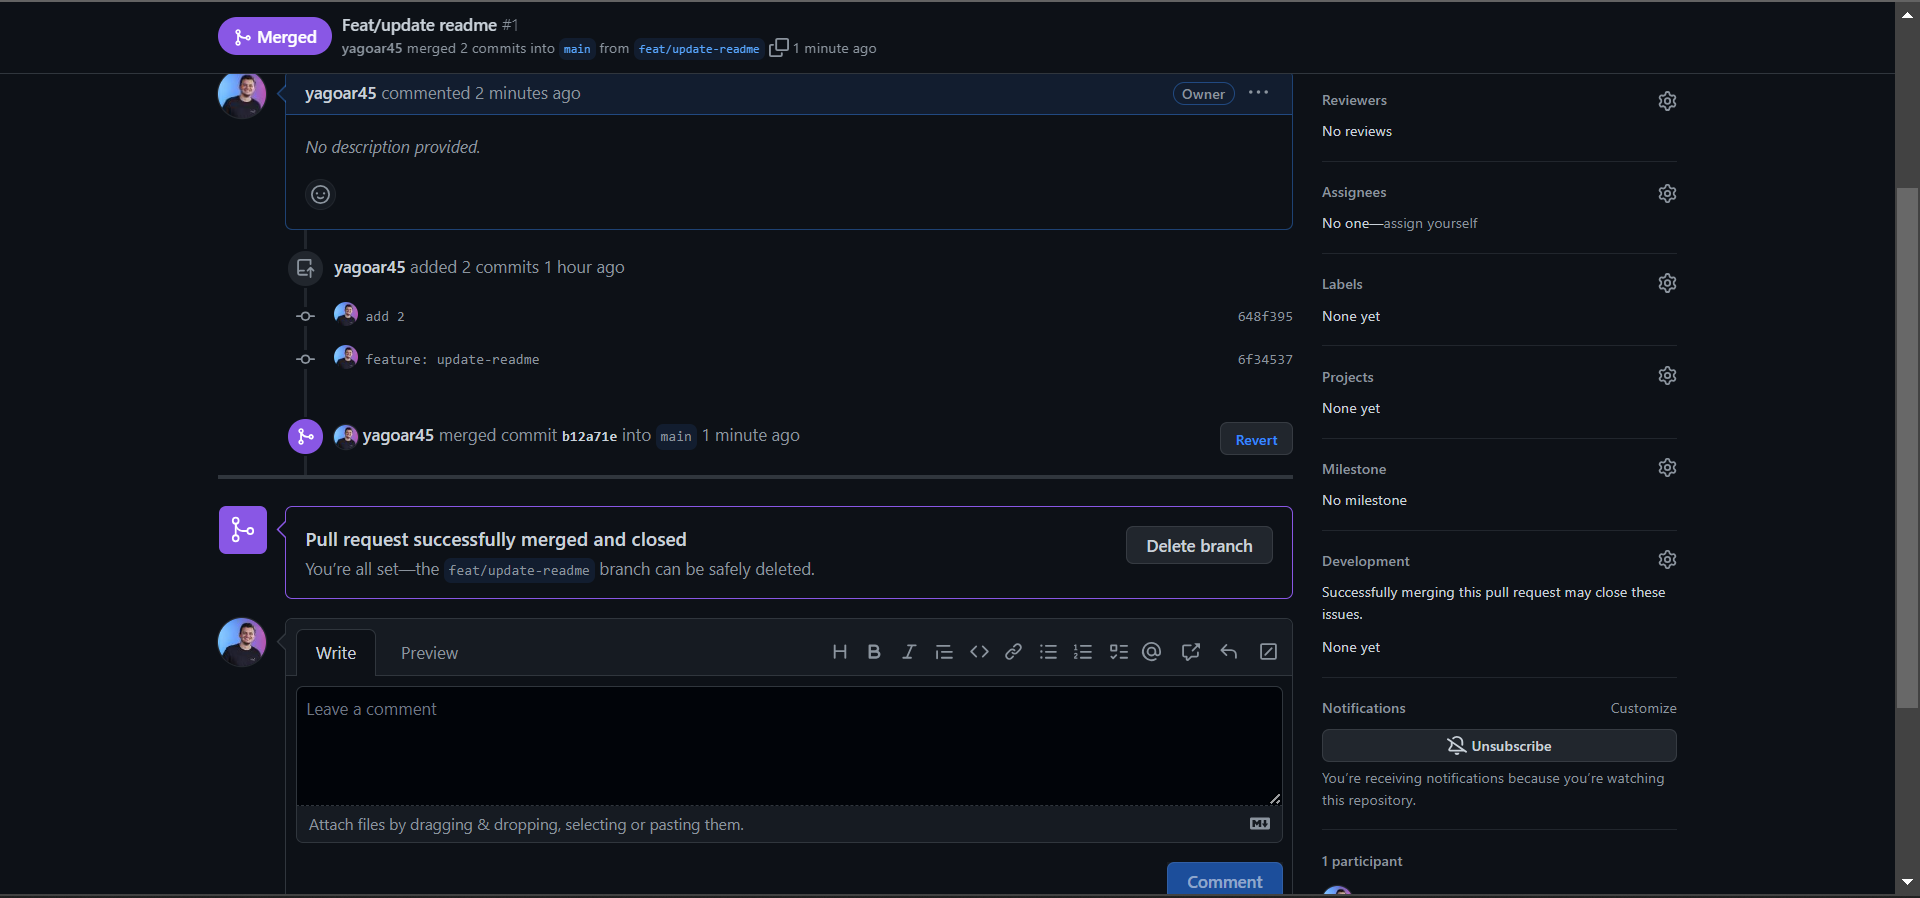 Merged
Feat/update readme #1
yagoar45 merged 2 commits into main from feat/update-readme 1 minute ago
yagoar45 commented 2 minutes ago
Owner
No description provided.
yagoar45 added 2 commits 1 hour ago
add 2
648f395
feature: update-readme
6f34537
yagoar45 merged commit b12a71e into main 1 minute ago
Revert
Pull request successfully merged and closed
You’re all set—the feat/update-readme branch can be safely deleted.
Delete branch
Write
Preview
Leave a comment
Attach files by dragging & dropping, selecting or pasting them.
Comment
Reviewers
No reviews
Assignees
No one—assign yourself
Labels
None yet
Projects
None yet
Milestone
No milestone
Development
Successfully merging this pull request may close these
issues.
None yet
Notifications
Customize
Unsubscribe
You’re receiving notifications because you’re watching
this repository.
1 participant